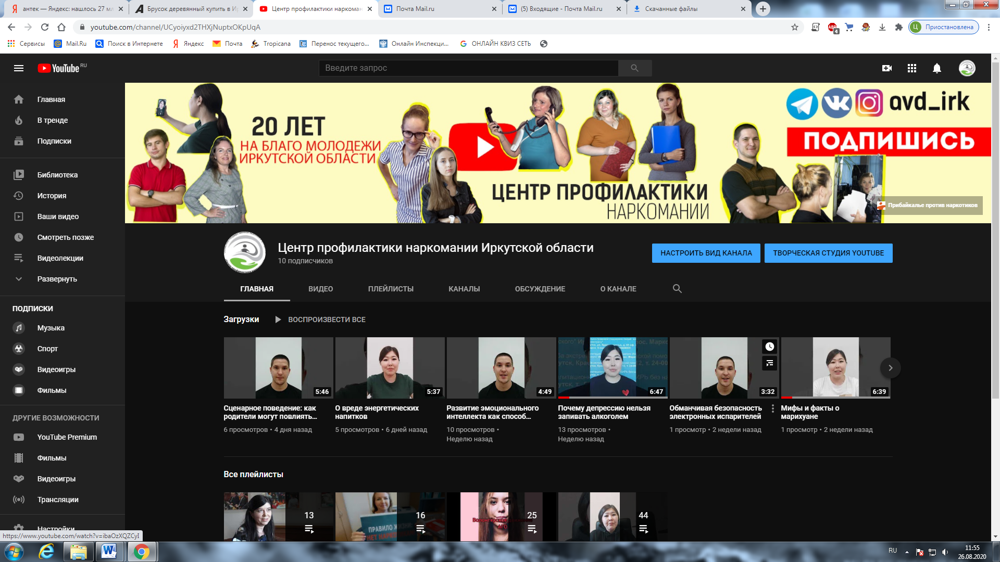 антек — Яндекс: нашлось 27 мл
Брусок деревянный купить в Ир
Центр профилактики наркоман
Почта Mail.ru
(5) Входящие - Почта Mail.ru
Скачанные файлы
youtube.com/channel/UCyoiyxd2THXjNuptxOKpUqA
ABP
4
Ц Приостановлена
Сервисы
Mail.Ru
Поиск в Интернете
Яндекс
Почта
Tropicana
Перенос текущего...
Онлайн Инспекци...
ОНЛАЙН КВИЗ СЕТЬ
YouTube RU
Введите запрос
Главная
В тренде
Подписки
Библиотека
История
Ваши видео
Смотреть позже
Видеолекции
Развернуть
ПОДПИСКИ
Музыка
Спорт
Видеоигры
Фильмы
ДРУГИЕ ВОЗМОЖНОСТИ
YouTube Premium
Фильмы
Видеоигры
Трансляции
Настройки
https://www.youtube.com/watch?v=ibaOzXQZCyI
20 ЛЕТ
НА БЛАГО МОЛОДЕЖИ
ИРКУТСКОЙ ОБЛАСТИ
ЦЕНТР ПРОФИЛАКТИКИ
НАРКОМАНИИ
avd_irk
ПОДПИШИСЬ
Прибайкалье против наркотиков
Центр профилактики наркомании Иркутской области
10 подписчиков
НАСТРОИТЬ ВИД КАНАЛА
ТВОРЧЕСКАЯ СТУДИЯ YOUTUBE
ГЛАВНАЯ
ВИДЕО
ПЛЕЙЛИСТЫ
КАНАЛЫ
ОБСУЖДЕНИЕ
О КАНАЛЕ
Загрузки
ВОСПРОИЗВЕСТИ ВСЕ
5:46
Сценарное поведение: как
родители могут повлиять...
6 просмотров • 4 дня назад
5:37
О вреде энергетических
напитков
5 просмотров • 6 дней назад
4:49
Развитие эмоционального
интеллекта как способ...
10 просмотров •
Неделю назад
6:47
Почему депрессию нельзя
запивать алкоголем
13 просмотров •
Неделю назад
3:32
Обманчивая безопасность
электронных испарителей
1 просмотр • 2 недели назад
6:39
Мифы и факты о
марихуане
1 просмотр • 2 недели назад
Все плейлисты
13
ПРАВИЛО ЖИЗНИ:
НЕТ
16
25
44
RU
11:55
26.08.2020